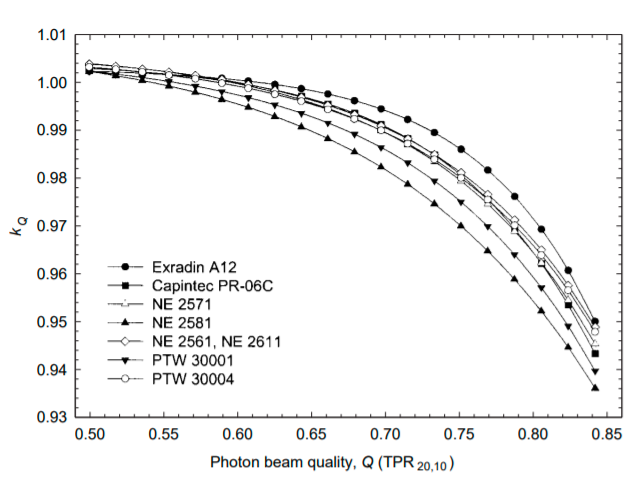 1.01
1.00
0.99
0.98
0.97
0.96
0.95
0.94
0.93
kQ
Exradin A12
Capintec PR-06C
NE 2571
NE 2581
NE 2561, NE 2611
PTW 30001
PTW 30004
0.50 0.55 0.60 0.65 0.70 0.75 0.80 0.85
Photon beam quality, Q (TPR 20,10)